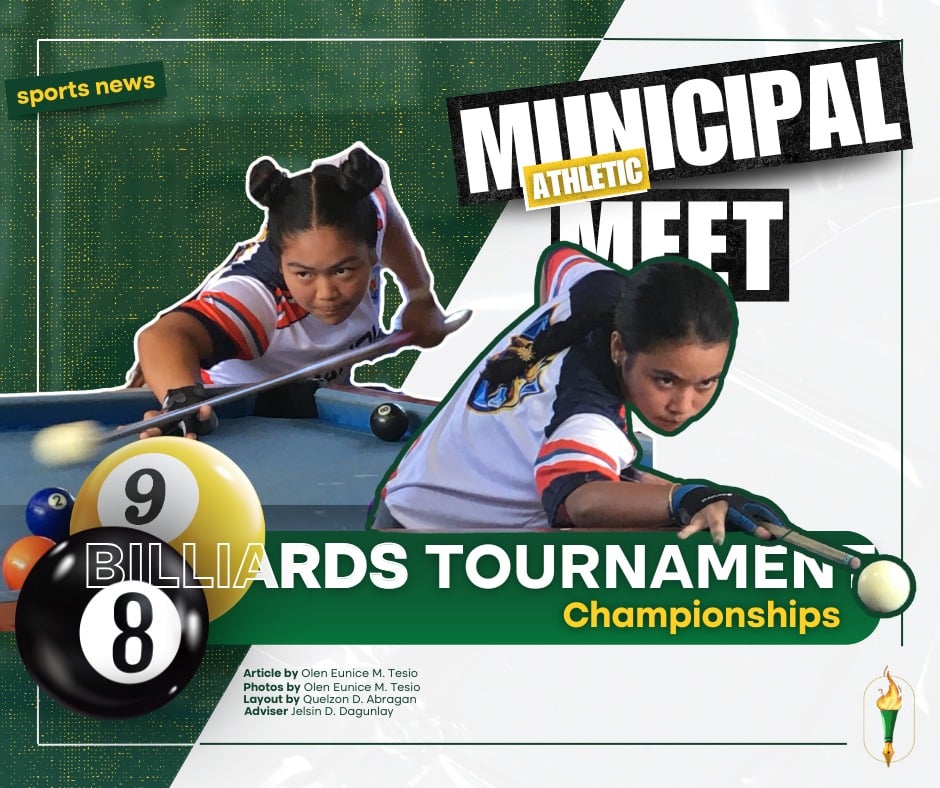 sports news
MUNICIPAL
ATHLETIC
MEET
2
9
8
BILLIARDS TOURNAMENT
Championships
Article by Olen Eunice M. Tesio
Photos by Olen Eunice M. Tesio
Layout by Quelzon D. Abragan
Adviser Jelsin D. Dagunlay